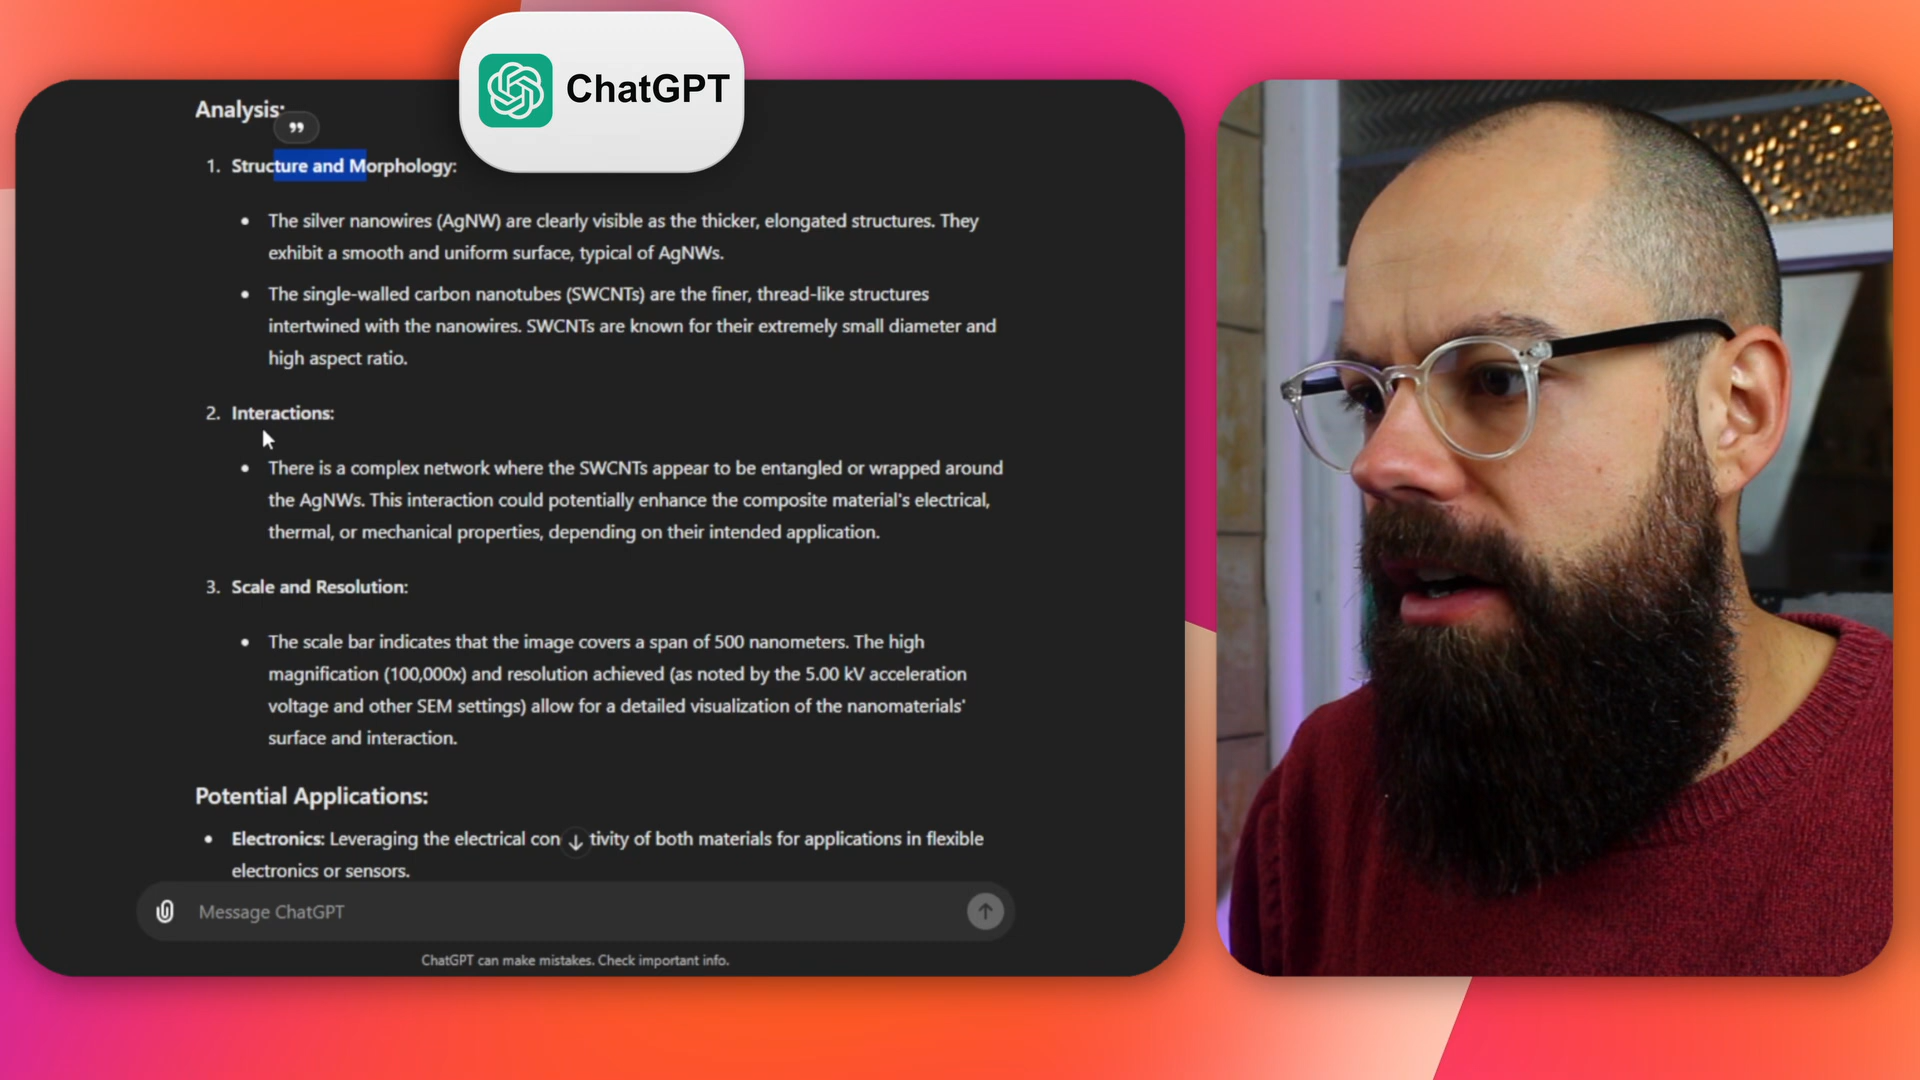 ChatGPT
Analysis:
1. Structure and Morphology:
• The silver nanowires (AgNW) are clearly visible as the thicker, elongated structures. They
exhibit a smooth and uniform surface, typical of AgNWs.
• The single-walled carbon nanotubes (SWCNTs) are the finer, thread-like structures
intertwined with the nanowires. SWCNTs are known for their extremely small diameter and
high aspect ratio.
2. Interactions:
• There is a complex network where the SWCNTs appear to be entangled or wrapped around
the AgNWs. This interaction could potentially enhance the composite material's electrical,
thermal, or mechanical properties, depending on their intended application.
3. Scale and Resolution:
• The scale bar indicates that the image covers a span of 500 nanometers. The high
magnification (100,000x) and resolution achieved (as noted by the 5.00 kV acceleration
voltage and other SEM settings) allow for a detailed visualization of the nanomaterials'
surface and interaction.
Potential Applications:
• Electronics: Leveraging the electrical con tivity of both materials for applications in flexible
electronics or sensors.
Message ChatGPT
ChatGPT can make mistakes. Check important info.